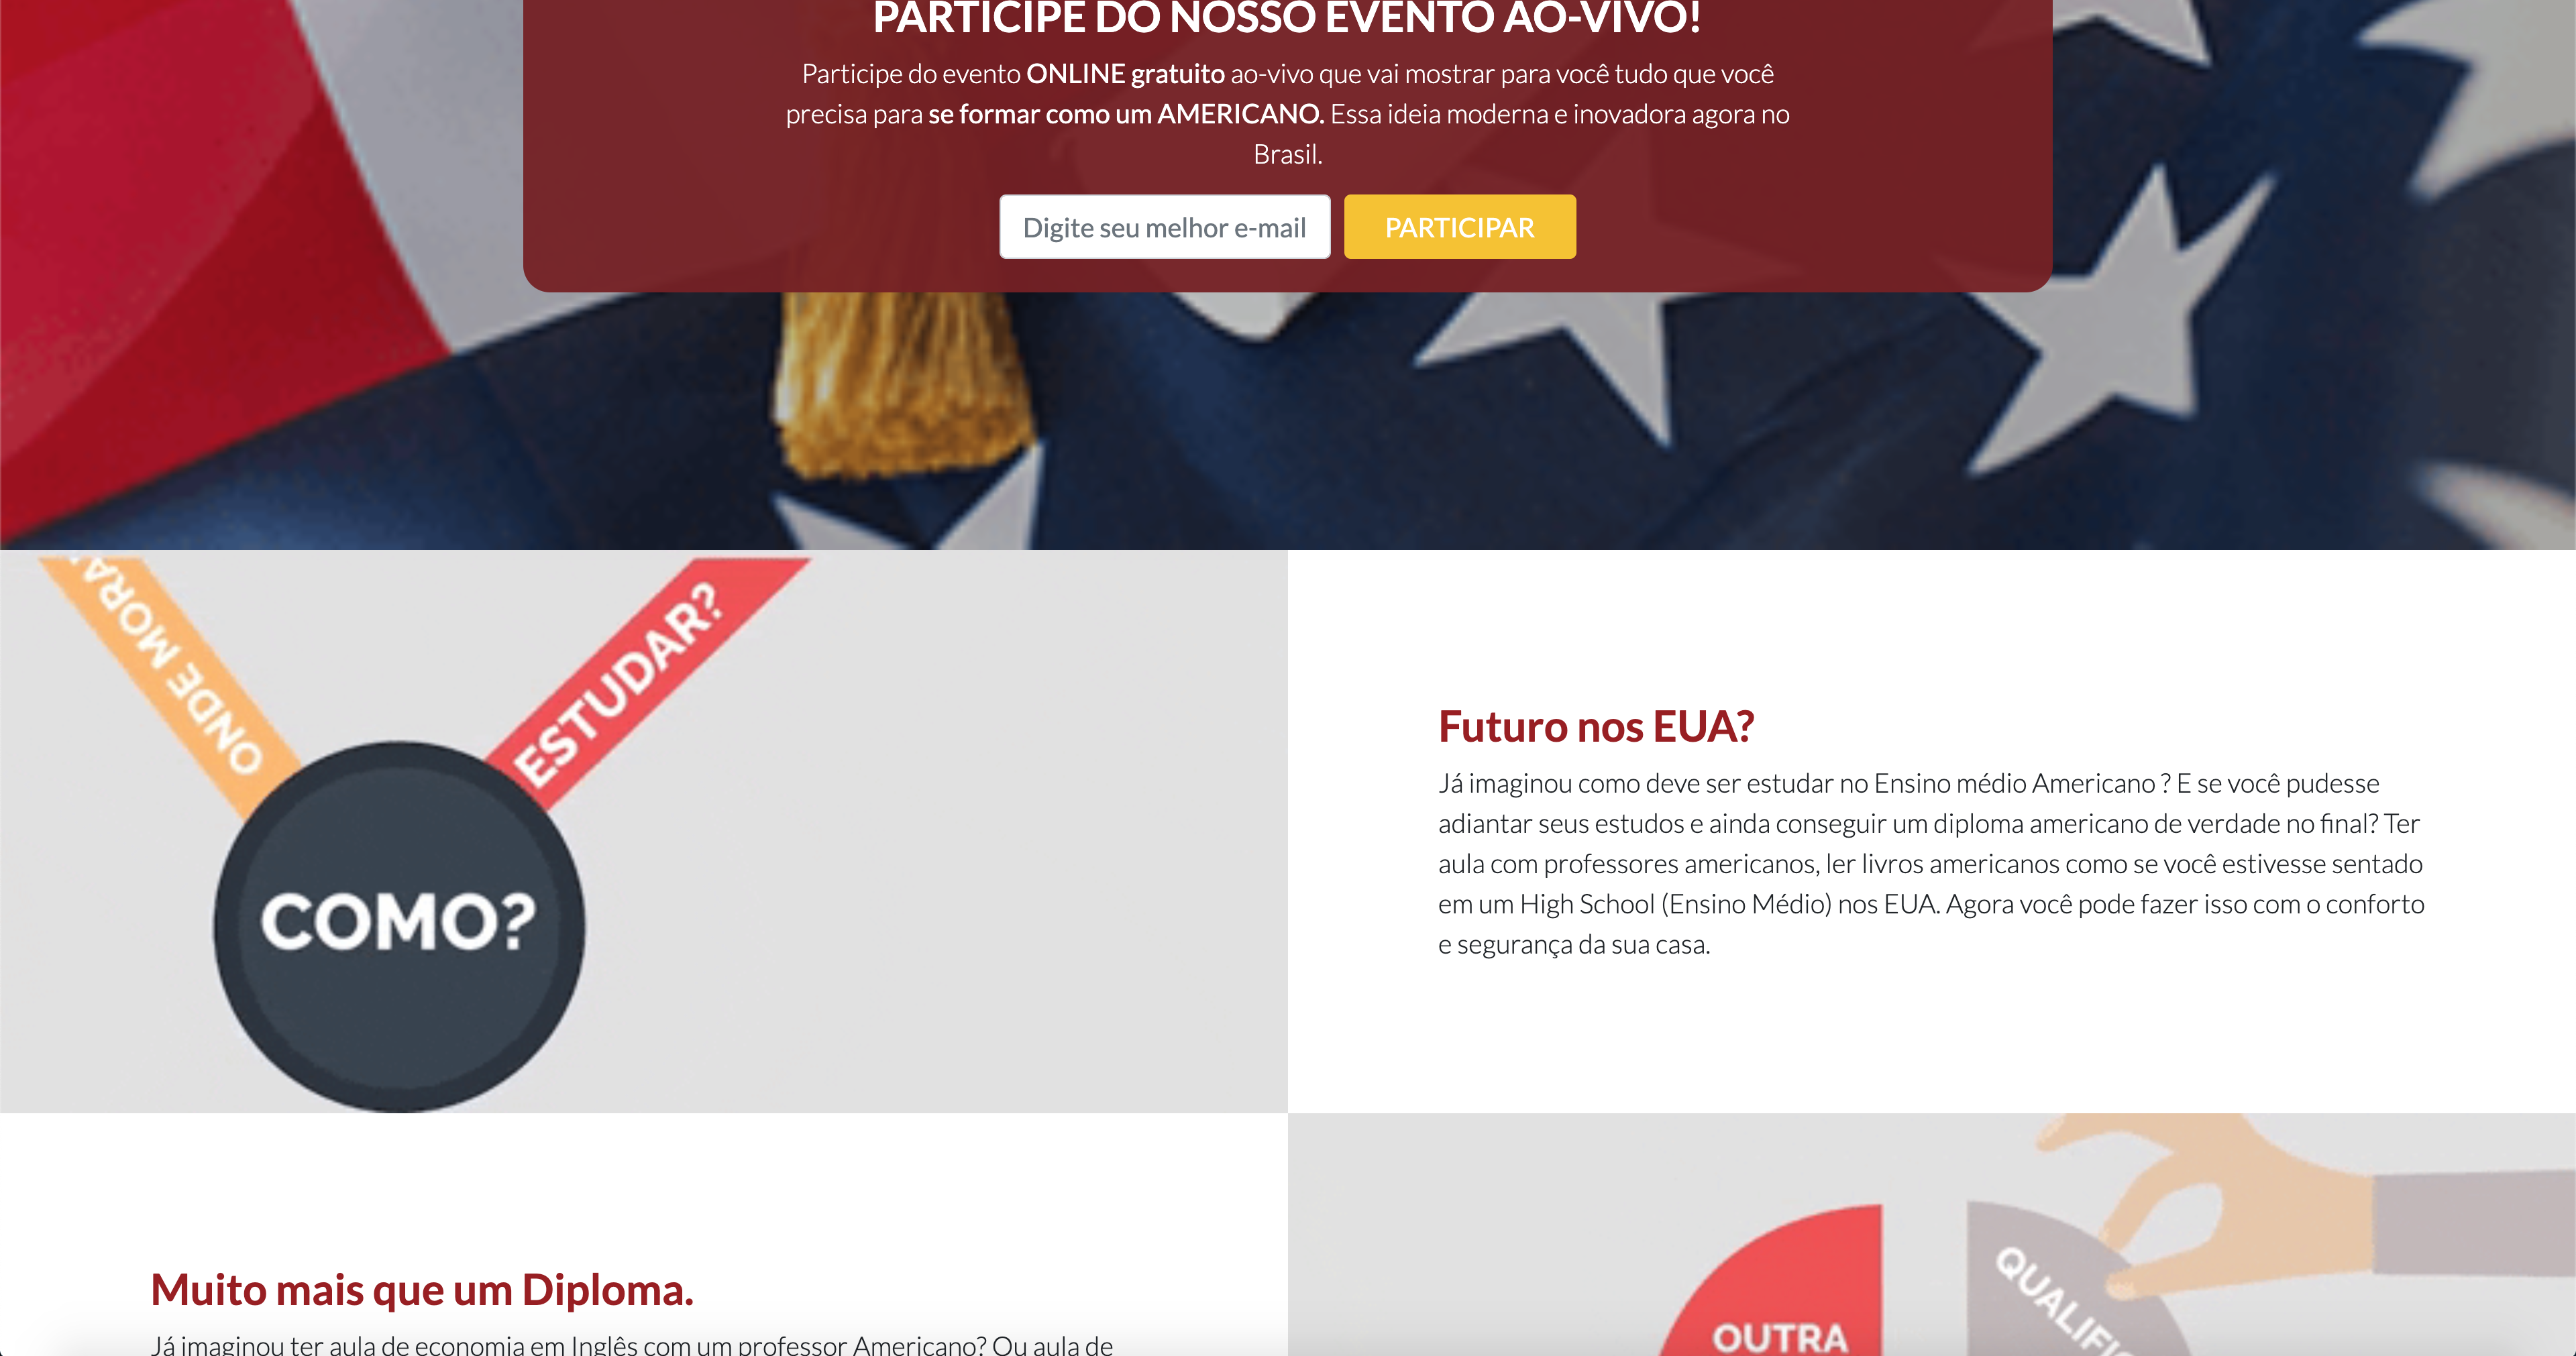 PARTICIPE DO NOSSO EVENTO AO-VIVO!
Participe do evento ONLINE gratuito ao-vivo que vai mostrar para você tudo que você
precisa para se formar como um AMERICANO. Essa ideia moderna e inovadora agora no
Brasil.
Digite seu melhor e-mail
PARTICIPAR
ONDE MORA
ESTUDAR?
COMO?
Futuro nos EUA?
Já imaginou como deve ser estudar no Ensino médio Americano ? E se você pudesse
adiantar seus estudos e ainda conseguir um diploma americano de verdade no final? Ter
aula com professores americanos, ler livros americanos como se você estivesse sentado
em um High School (Ensino Médio) nos EUA. Agora você pode fazer isso com o conforto
e segurança da sua casa.
Muito mais que um Diploma.
Já imaginou ter aula de economia em Inglês com um professor Americano? Ou aula de
OUTRA
QUALIFIC